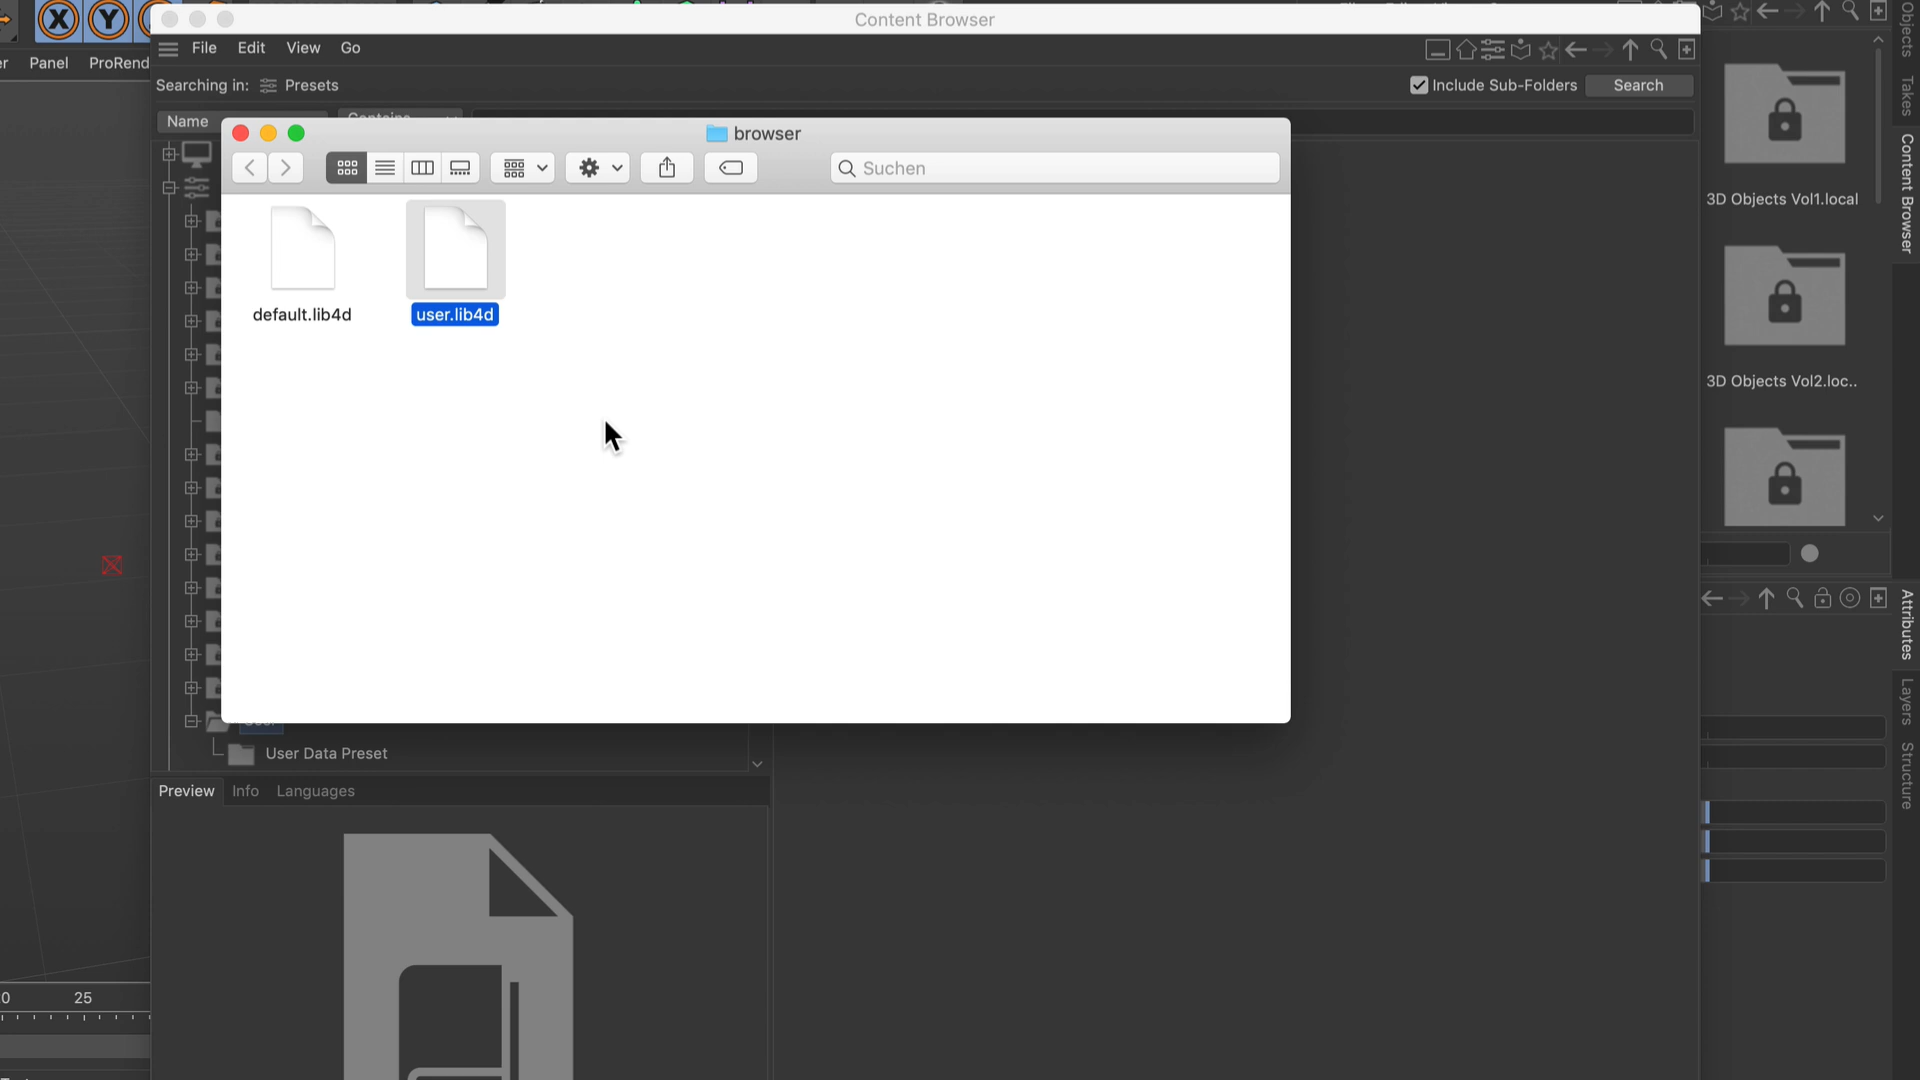 X Y
Content Browser
File Edit View Go
Panel ProRend
Searching in: Presets
Include Sub-Folders Search
Name Contains
browser
Suchen
default.lib4d
user.lib4d
User Data Preset
Preview Info Languages
25
3D Objects Vol1.local
3D Objects Vol2.loc..
Objects
Takes
Content Browser
Attributes
Layers
Structure